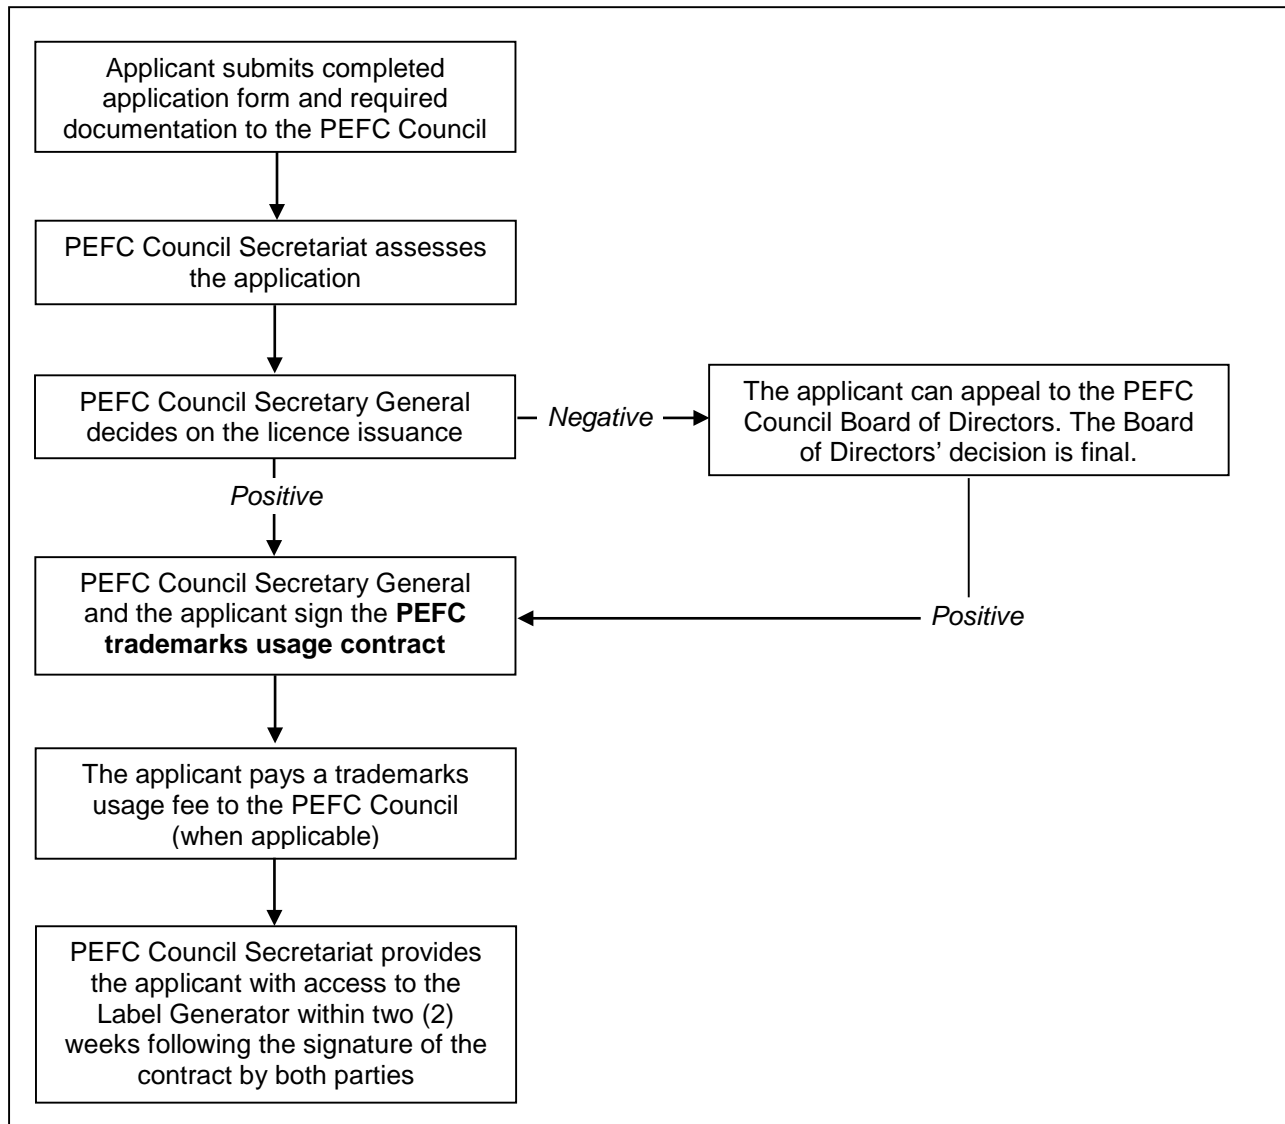 Applicant submits completed
application form and required
documentation to the PEFC Council
PEFC Council Secretariat assesses
the application
PEFC Council Secretary General
decides on the licence issuance
Negative
The applicant can appeal to the PEFC
Council Board of Directors. The Board
of Directors’ decision is final.
Positive
PEFC Council Secretary General
and the applicant sign the PEFC
trademarks usage contract
Positive
The applicant pays a trademarks
usage fee to the PEFC Council
(when applicable)
PEFC Council Secretariat provides
the applicant with access to the
Label Generator within two (2)
weeks following the signature of the
contract by both parties